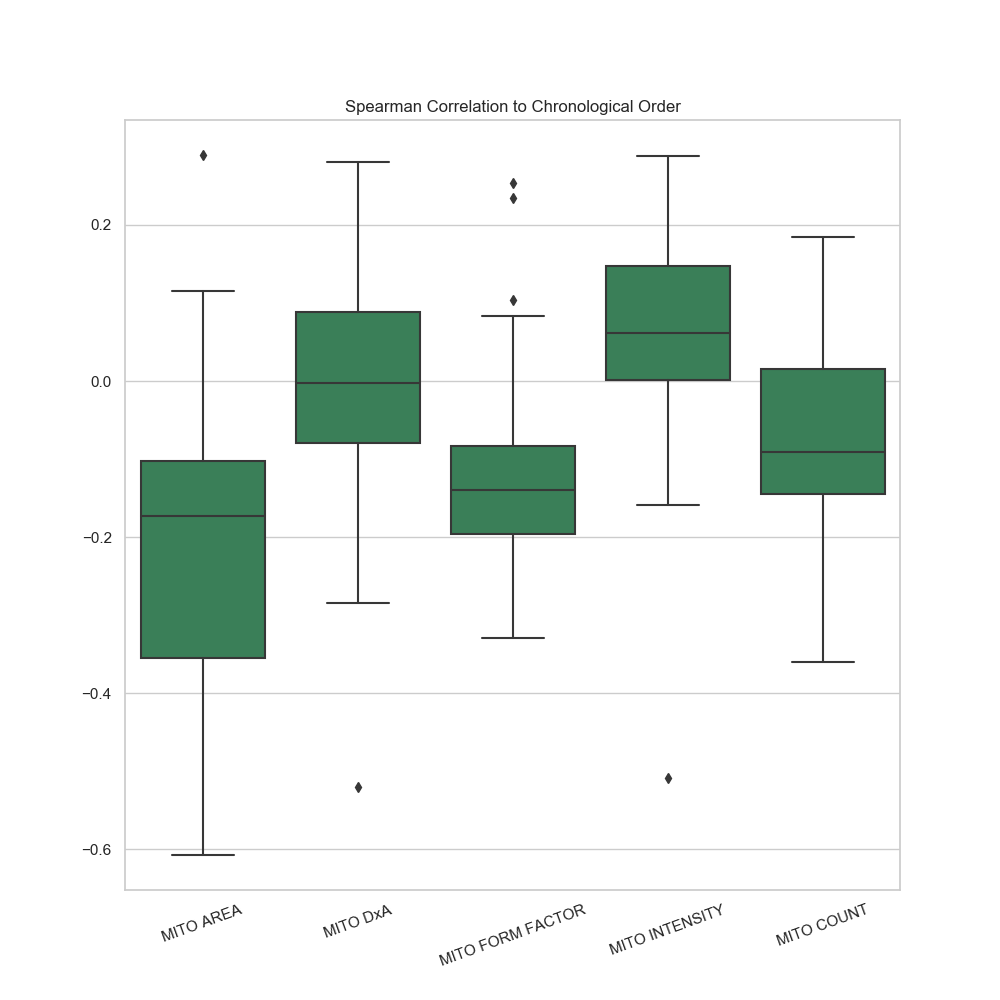 Spearman Correlation to Chronological Order
0.2
0.0
−0.2
−0.4
−0.6
MITO AREA
MITO DxA
MITO FORM FACTOR
MITO INTENSITY
MITO COUNT